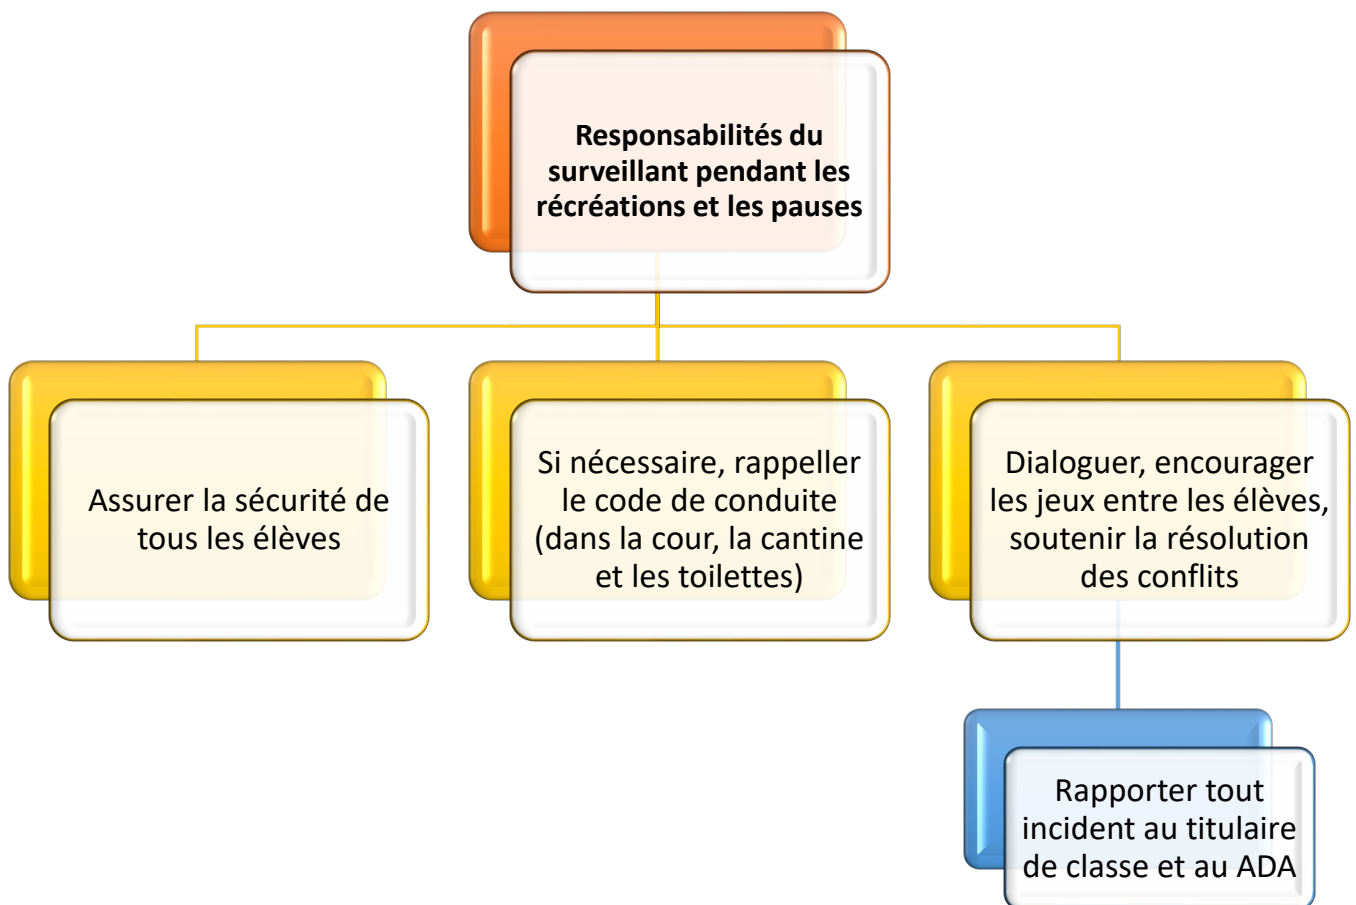 Responsabilités du
surveillant pendant les
récréations et les pauses
Assurer la sécurité de
tous les élèves
Si nécessaire, rappeller
le code de conduite
(dans la cour, la cantine
et les toilettes)
Dialoguer, encourager
les jeux entre les élèves,
soutenir la résolution
des conflits
Rapporter tout
incident au titulaire
de classe et au ADA